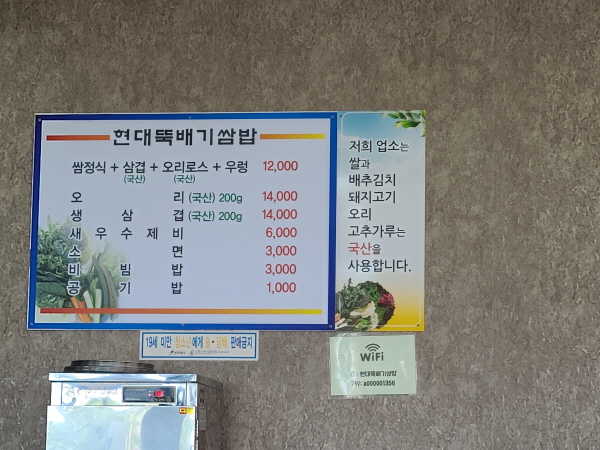 현대뚝배기쌈밥
쌈정식 + 삼겹 + 오리로스 + 우렁 12,000
(국산) (국산)
오 리 (국산) 200g 14,000
생 삼 겹 (국산) 200g 14,000
새 우 수 제 비 6,000
소 면 3,000
비 빔 밥 3,000
공 기 밥 1,000
저희 업소는
쌀과
배추김치
돼지고기
오리
고추가루는
국산을
사용합니다.
19세 미만 청소년에게 술·담배 판매금지
WiFi
현대뚝배기쌈밥
a000001356